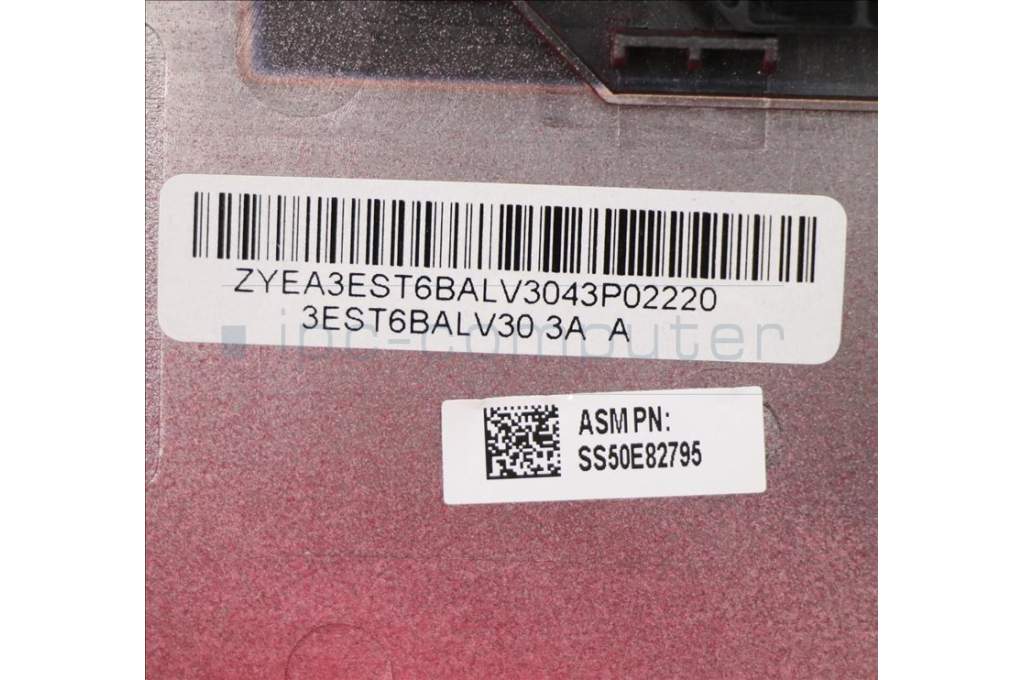 ZYEA3EST6BALV3043P02220
3EST6BALV30 3A A
ipc-computer
ASM PN:
SS50E82795